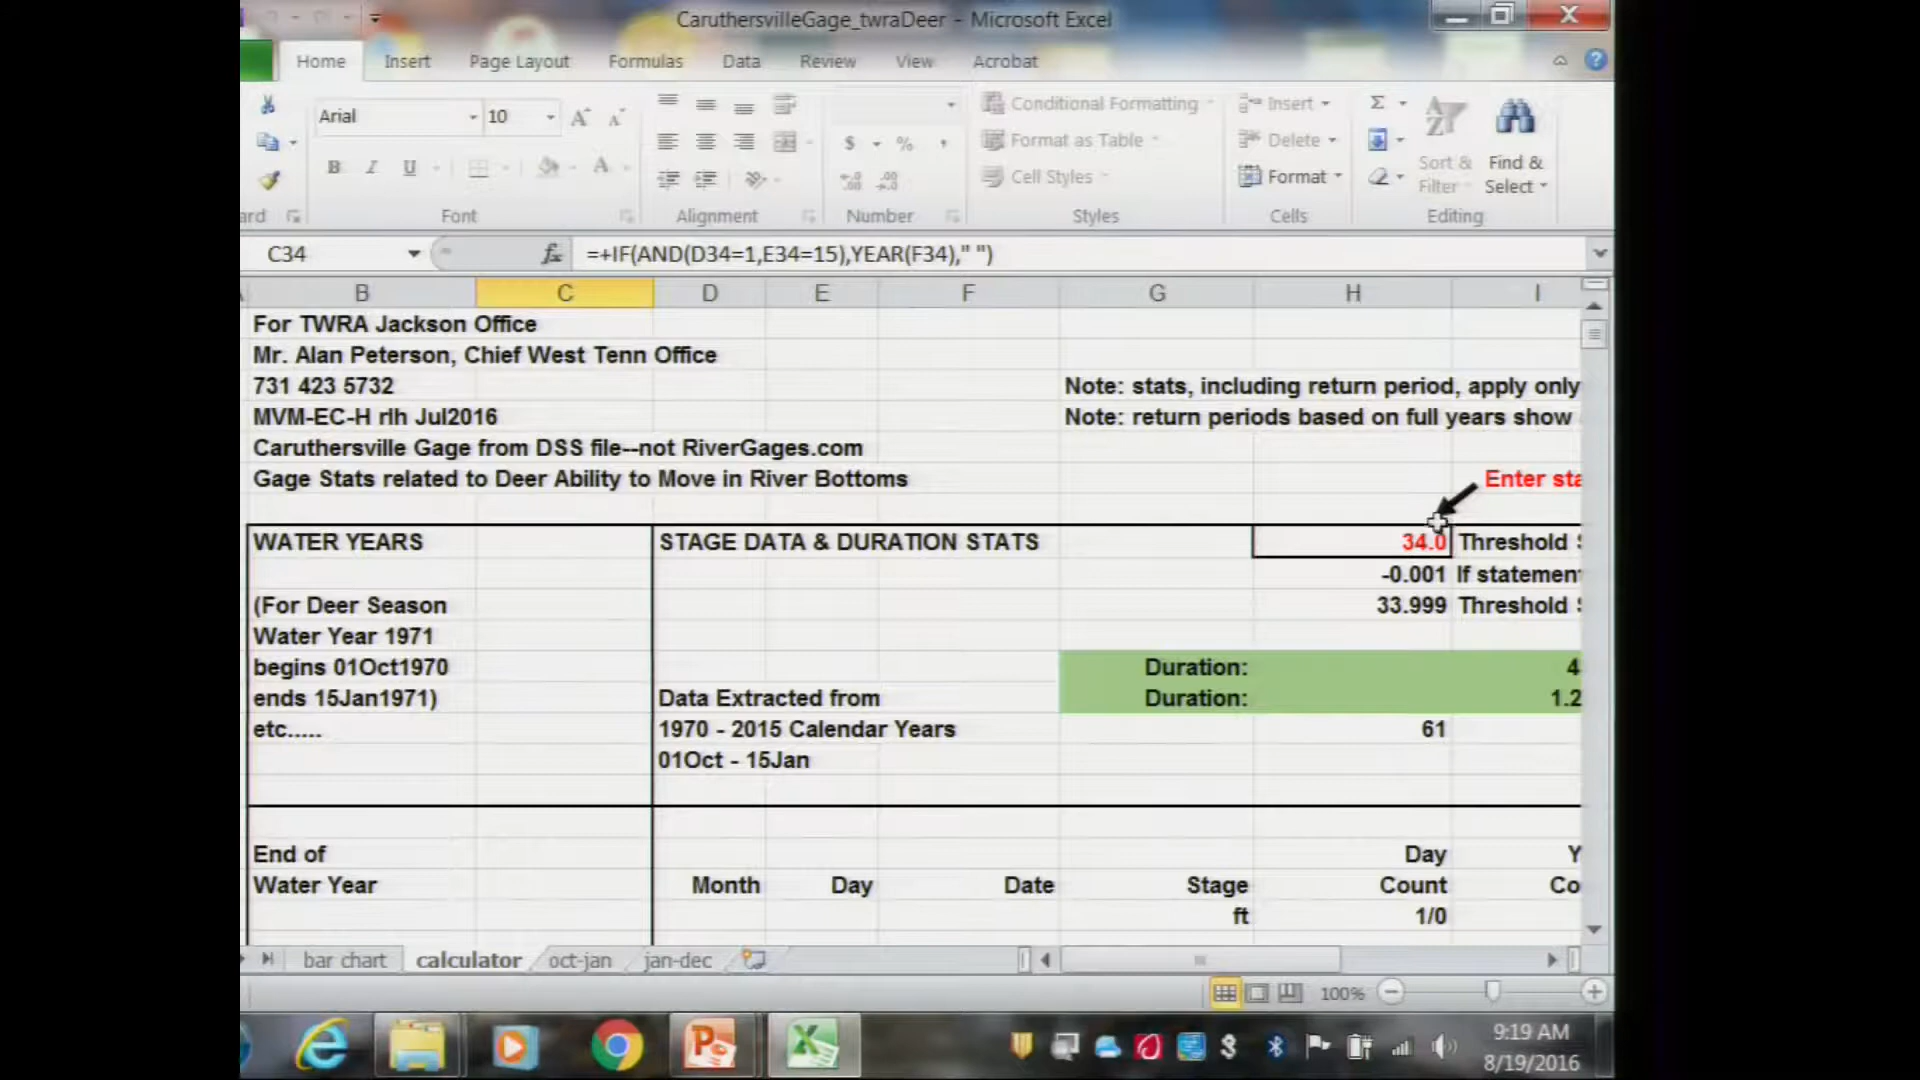 CaruthersvilleGage_twraDeer - Microsoft Excel
Home Insert Page Layout Formulas Data Review View Acrobat
Arial 10
Conditional Formatting
Format as Table
Cell Styles
Insert
Delete
Format
Sort & Filter
Find & Select
ard Font Alignment Number Styles Cells Editing
C34 fx =+IF(AND(D34=1,E34=15),YEAR(F34)," ")
B C D E F G H I
For TWRA Jackson Office
Mr. Alan Peterson, Chief West Tenn Office
731 423 5732 Note: stats, including return period, apply only
MVM-EC-H rlh Jul2016 Note: return periods based on full years show
Caruthersville Gage from DSS file--not RiverGages.com
Gage Stats related to Deer Ability to Move in River Bottoms Enter sta
WATER YEARS STAGE DATA & DURATION STATS 34.0 Threshold S
-0.001 If statement
(For Deer Season 33.999 Threshold S
Water Year 1971
begins 01Oct1970 Duration: 4
ends 15Jan1971) Data Extracted from Duration: 1.2
etc..... 1970 - 2015 Calendar Years 61
01Oct - 15Jan
End of Day Y
Water Year Month Day Date Stage Count Co
ft 1/0
bar chart calculator oct-jan jan-dec
100%
9:19 AM
8/19/2016